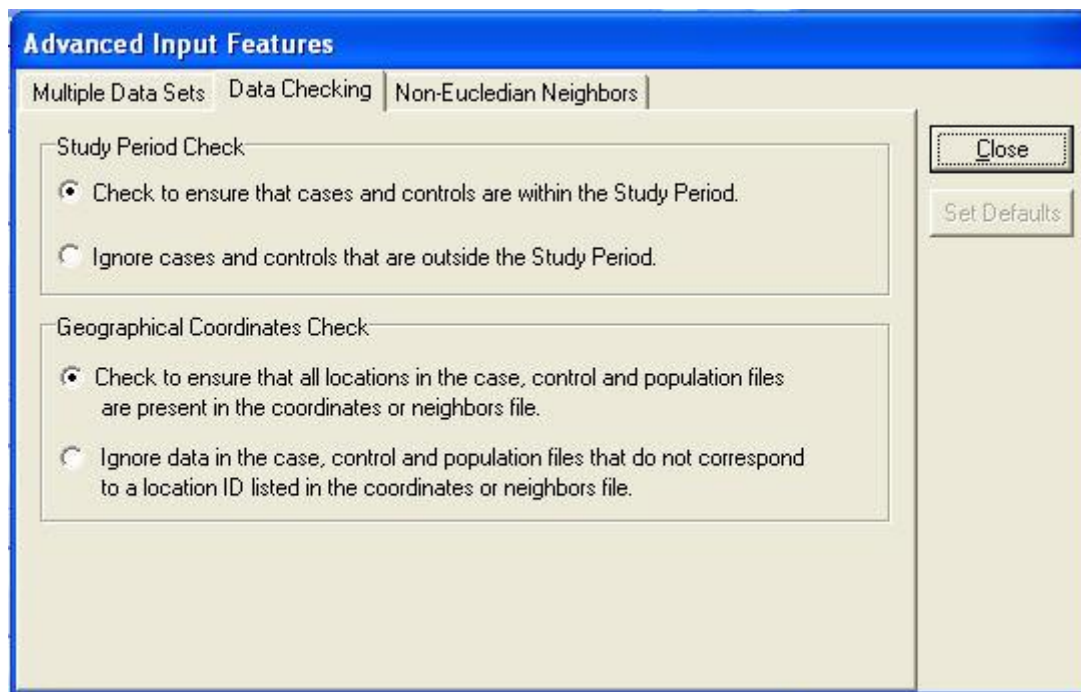 Advanced Input Features
Multiple Data Sets
Data Checking
Non-Eucledian Neighbors
Study Period Check
Check to ensure that cases and controls are within the Study Period.
Ignore cases and controls that are outside the Study Period.
Geographical Coordinates Check
Check to ensure that all locations in the case, control and population files
are present in the coordinates or neighbors file.
Ignore data in the case, control and population files that do not correspond
to a location ID listed in the coordinates or neighbors file.
Close
Set Defaults